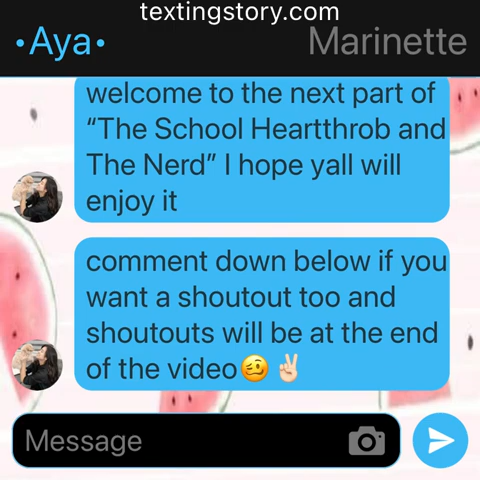 textingstory.com
•Aya• Marinette
welcome to the next part of
“The School Heartthrob and
The Nerd” I hope yall will
enjoy it
comment down below if you
want a shoutout too and
shoutouts will be at the end
of the video🥴✌🏻
Message